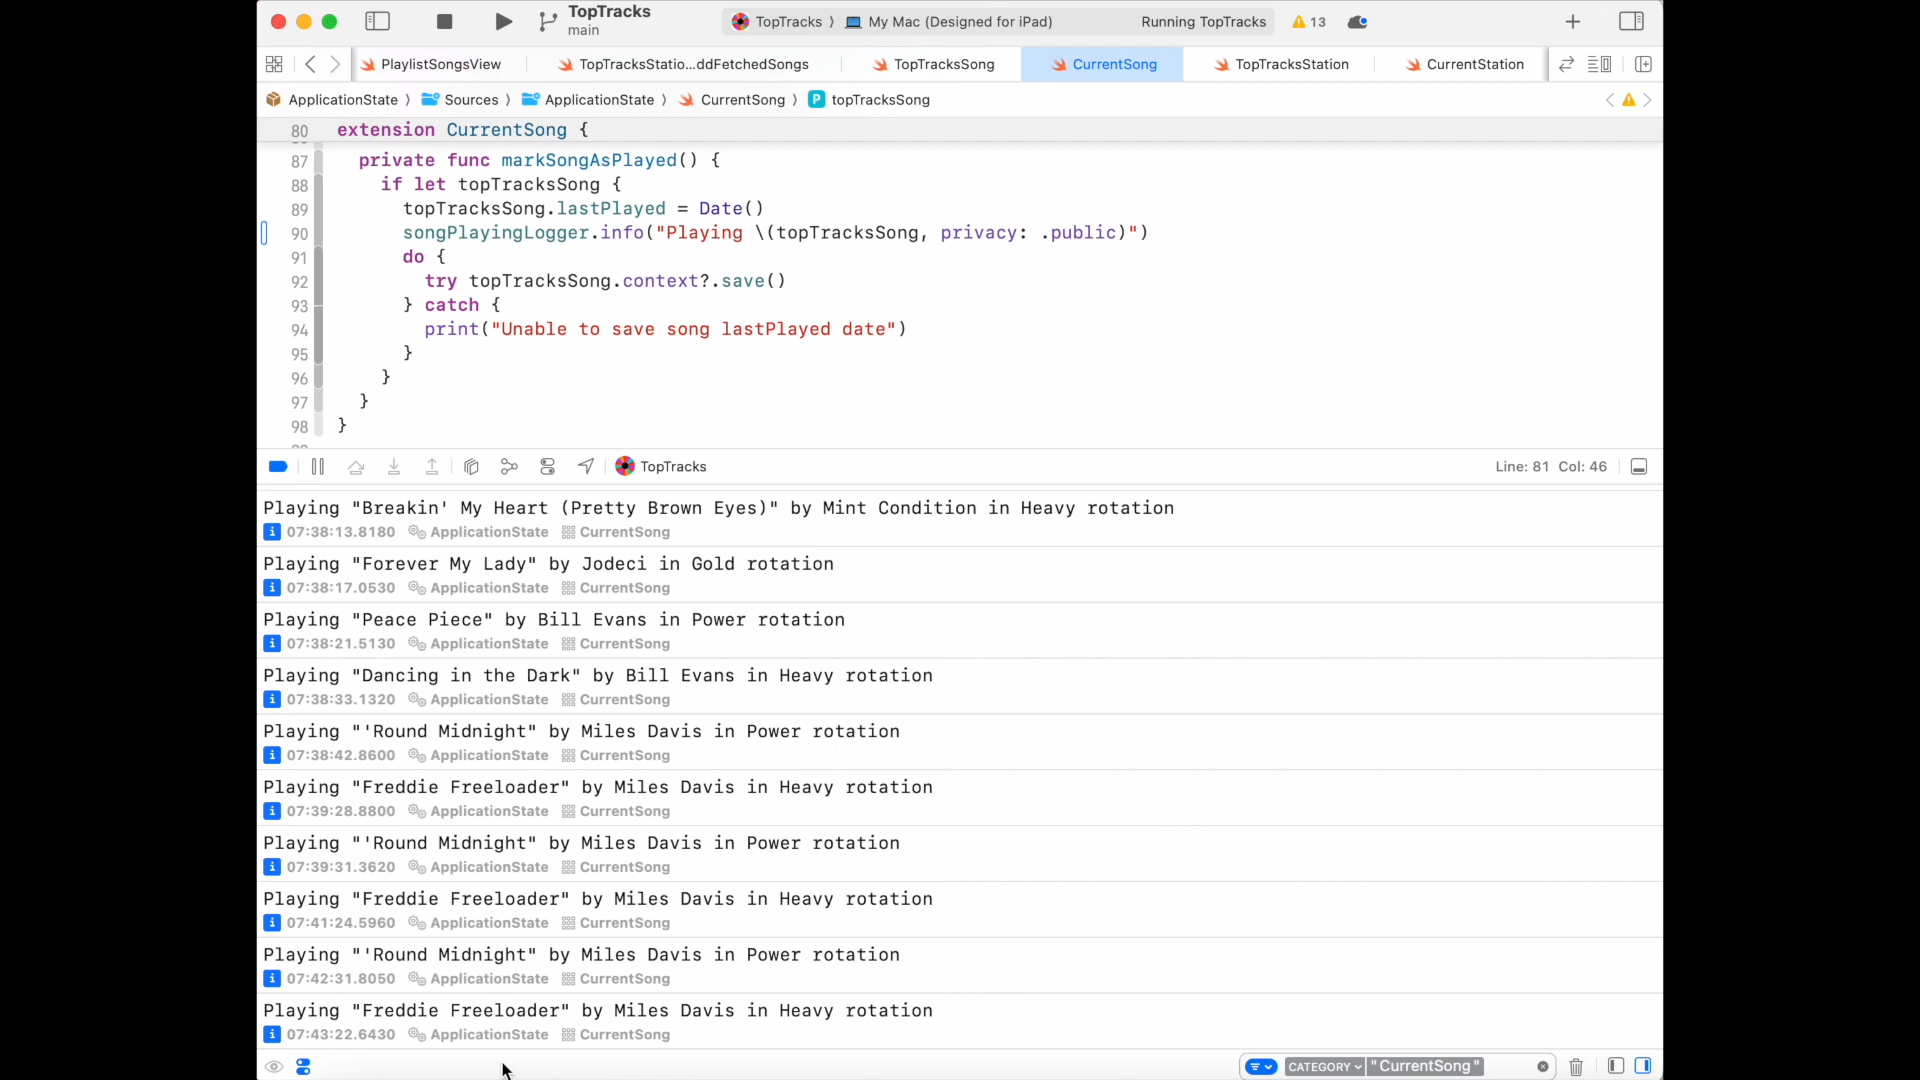 TopTracks
main
TopTracks ⟩ My Mac (Designed for iPad) Running TopTracks 13
PlaylistSongsView TopTracksStatio...ddFetchedSongs TopTracksSong CurrentSong TopTracksStation CurrentStation
ApplicationState ⟩ Sources ⟩ ApplicationState ⟩ CurrentSong ⟩ P topTracksSong
80 extension CurrentSong {
87 private func markSongAsPlayed() {
88 if let topTracksSong {
89 topTracksSong.lastPlayed = Date()
90 songPlayingLogger.info("Playing \(topTracksSong, privacy: .public)")
91 do {
92 try topTracksSong.context?.save()
93 } catch {
94 print("Unable to save song lastPlayed date")
95 }
96 }
97 }
98 }
TopTracks Line: 81 Col: 46
Playing "Breakin' My Heart (Pretty Brown Eyes)" by Mint Condition in Heavy rotation
i 07:38:13.8180 ApplicationState CurrentSong
Playing "Forever My Lady" by Jodeci in Gold rotation
i 07:38:17.0530 ApplicationState CurrentSong
Playing "Peace Piece" by Bill Evans in Power rotation
i 07:38:21.5130 ApplicationState CurrentSong
Playing "Dancing in the Dark" by Bill Evans in Heavy rotation
i 07:38:33.1320 ApplicationState CurrentSong
Playing "'Round Midnight" by Miles Davis in Power rotation
i 07:38:42.8600 ApplicationState CurrentSong
Playing "Freddie Freeloader" by Miles Davis in Heavy rotation
i 07:39:28.8800 ApplicationState CurrentSong
Playing "'Round Midnight" by Miles Davis in Power rotation
i 07:39:31.3620 ApplicationState CurrentSong
Playing "Freddie Freeloader" by Miles Davis in Heavy rotation
i 07:41:24.5960 ApplicationState CurrentSong
Playing "'Round Midnight" by Miles Davis in Power rotation
i 07:42:31.8050 ApplicationState CurrentSong
Playing "Freddie Freeloader" by Miles Davis in Heavy rotation
i 07:43:22.6430 ApplicationState CurrentSong
CATEGORY "CurrentSong"